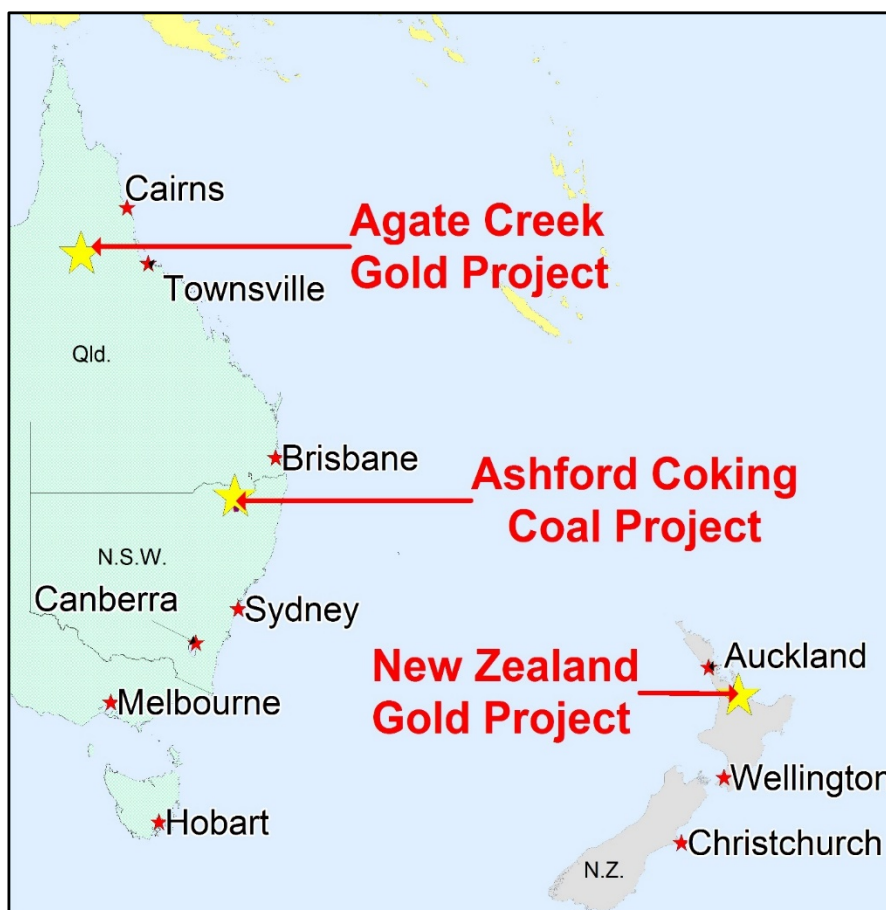 Cairns
Agate Creek
Gold Project
Townsville
Qld.
Brisbane
Ashford Coking
Coal Project
N.S.W.
Canberra
Sydney
New Zealand
Gold Project
Auckland
Melbourne
Wellington
Hobart
Christchurch
N.Z.